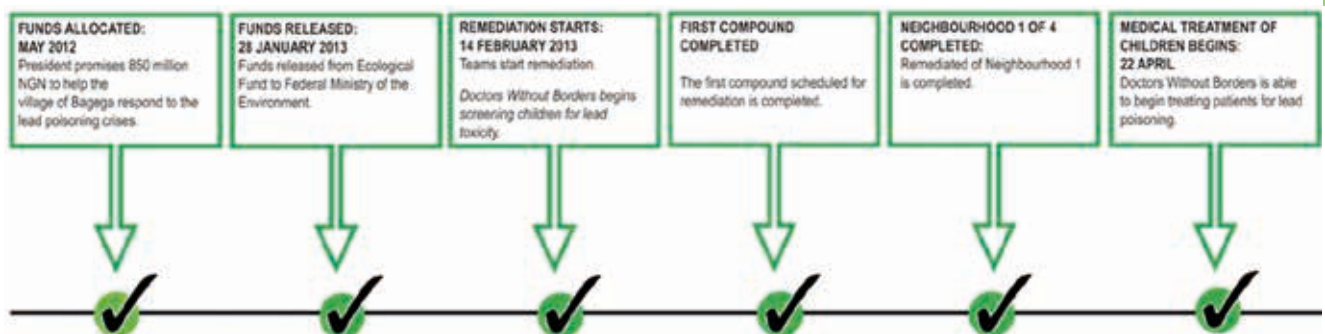 FUNDS ALLOCATED:
MAY 2012
President promises 850 million
NGN to help the
village of Bagega respond to the
lead poisoning crises.
FUNDS RELEASED:
28 JANUARY 2013
Funds released from Ecological
Fund to Federal Ministry of the
Environment.
REMEDIATION STARTS:
14 FEBRUARY 2013
Teams start remediation.
Doctors Without Borders begins
screening children for lead
toxicity.
FIRST COMPOUND
COMPLETED
The first compound scheduled for
remediation is completed.
NEIGHBOURHOOD 1 OF 4
COMPLETED:
Remediated of Neighbourhood 1
is completed.
MEDICAL TREATMENT OF
CHILDREN BEGINS:
22 APRIL
Doctors Without Borders is able
to begin treating patients for lead
poisoning.